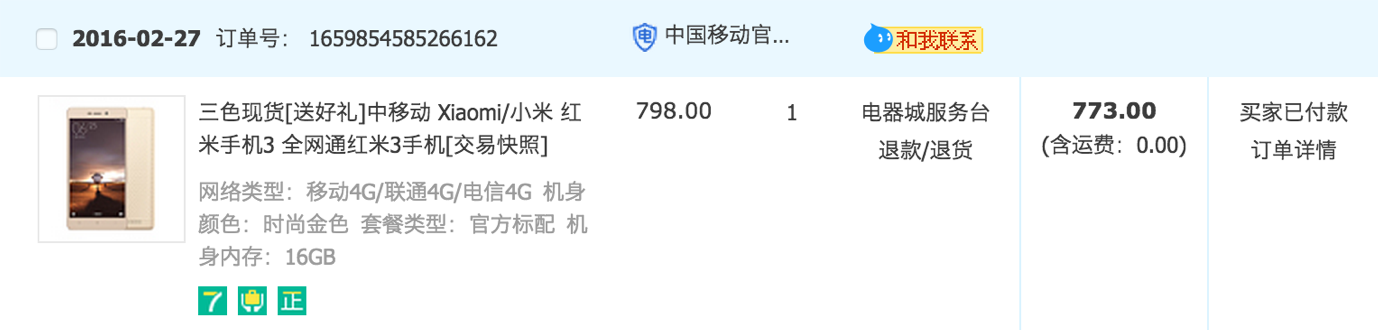 2016-02-27 订单号： 1659854585266162 中国移动官... 和我联系
三色现货[送好礼]中移动 Xiaomi/小米 红 798.00 1 电器城服务台 773.00 买家已付款
米手机3 全网通红米3手机[交易快照] 退款/退货 (含运费：0.00) 订单详情
网络类型：移动4G/联通4G/电信4G 机身
颜色：时尚金色 套餐类型：官方标配 机
身内存：16GB
7 正